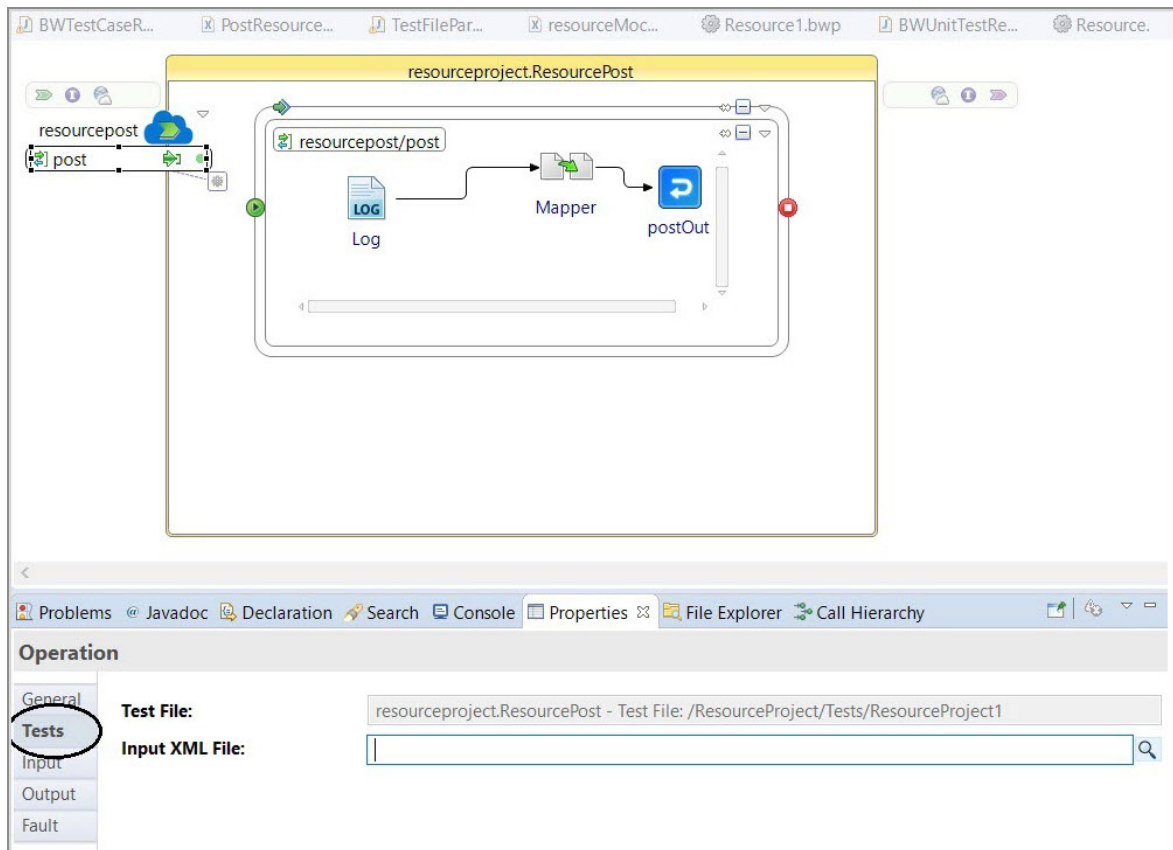 BWTestCaseR... PostResource... TestFilePar... resourceMoc... Resource1.bwp BWUnitTestRe... Resource.
resourceproject.ResourcePost
resourcepost
post
resourcepost/post
LOG
Log
Mapper
postOut
Problems @ Javadoc Declaration Search Console Properties File Explorer Call Hierarchy
Operation
General
Tests
Input
Output
Fault
Test File: resourceproject.ResourcePost - Test File: /ResourceProject/Tests/ResourceProject1
Input XML File: